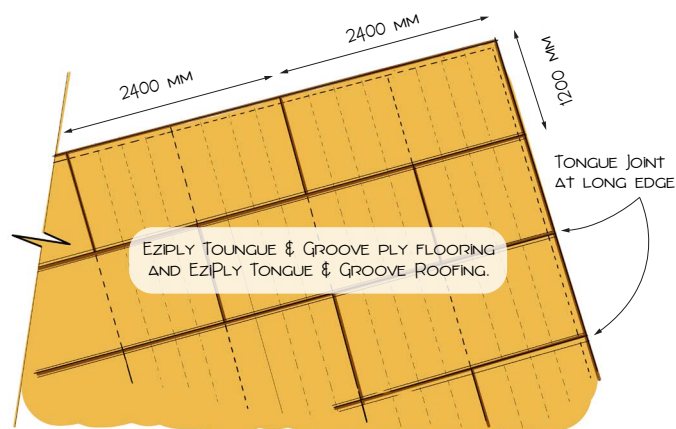 2400 mm
2400 mm
1200 mm
Tongue Joint
at long edge
Eziply Toungue & Groove ply flooring
and EziPly Tongue & Groove Roofing.